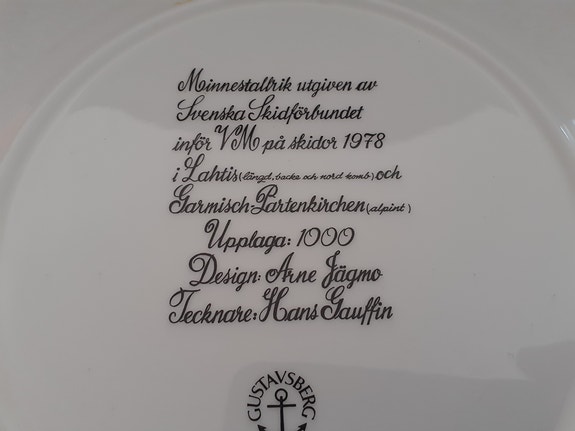 Minnestallrik utgiven av
Svenska Skidförbundet
inför VM på skidor 1978
i Lahtis (längd, backe och nord komb) och
Garmisch-Partenkirchen (alpint)
Upplaga: 1000
Design: Arne Jägmo
Tecknare: Hans Gauffin
GUSTAVSBERG